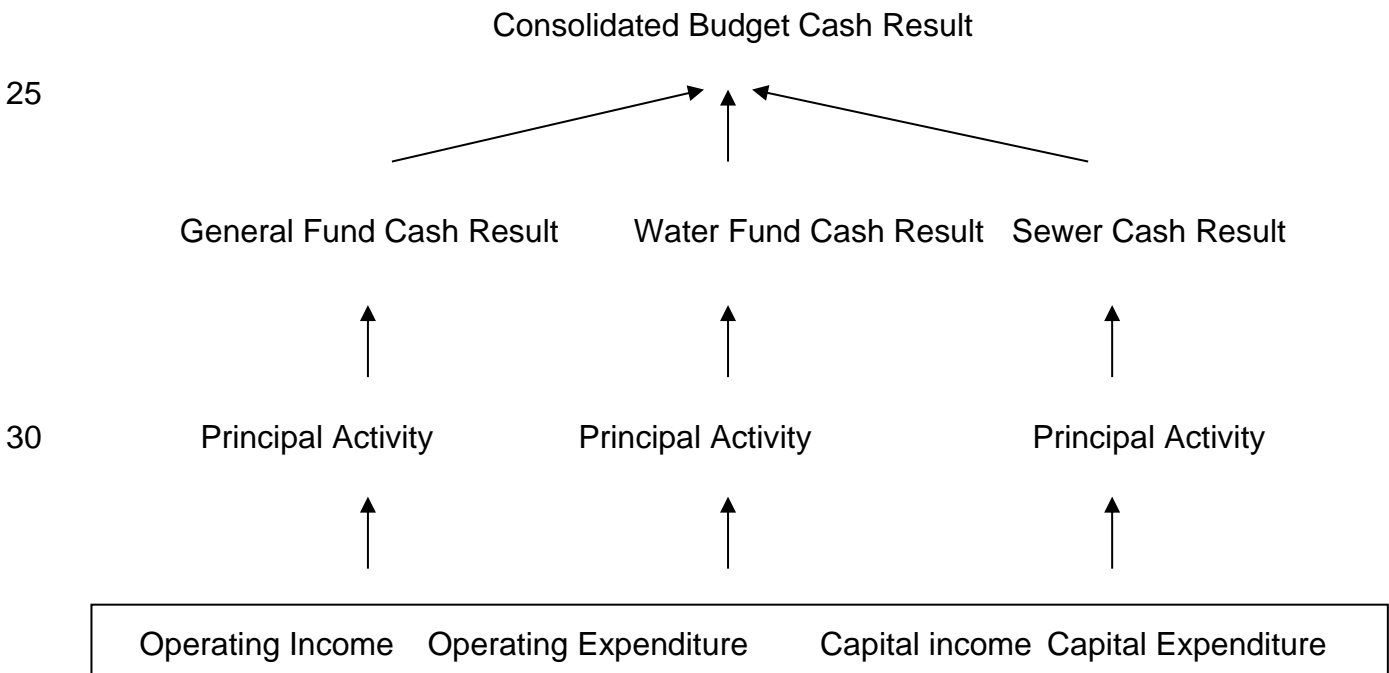 Consolidated Budget Cash Result
25
General Fund Cash Result Water Fund Cash Result Sewer Cash Result
30 Principal Activity Principal Activity Principal Activity
Operating Income Operating Expenditure Capital income Capital Expenditure